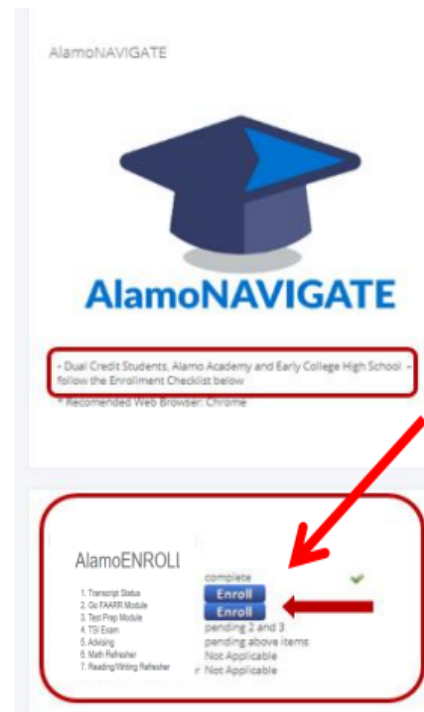 AlamoNAVIGATE
AlamoNAVIGATE
• Dual Credit Students, Alamo Academy and Early College High School -
follow the Enrollment Checklist below
* Recomended Web Browser: Chrome
AlamoENROLL
1. Transcript Status complete
2. Go FAARR Module Enroll
3. Test Prep Module Enroll
4. TSI Exam pending 2 and 3
5. Advising pending above items
6. Math Refresher Not Applicable
7. Reading/Writing Refresher r Not Applicable